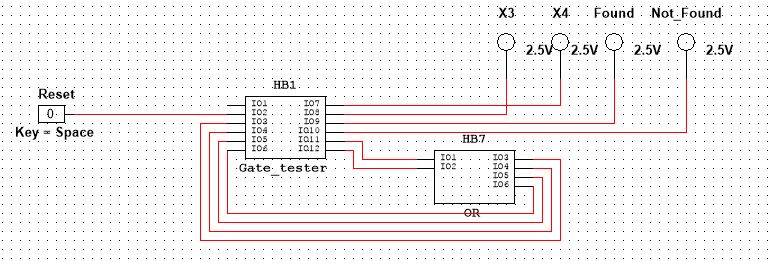 X3 X4 Found Not_Found
2.5V 2.5V 2.5V 2.5V
Reset
0
Key = Space
HB1
IO1 IO7
IO2 IO8
IO3 IO9
IO4 IO10
IO5 IO11
IO6 IO12
Gate_tester
HB7
IO1 IO3
IO2 IO4
IO5
IO6
OR